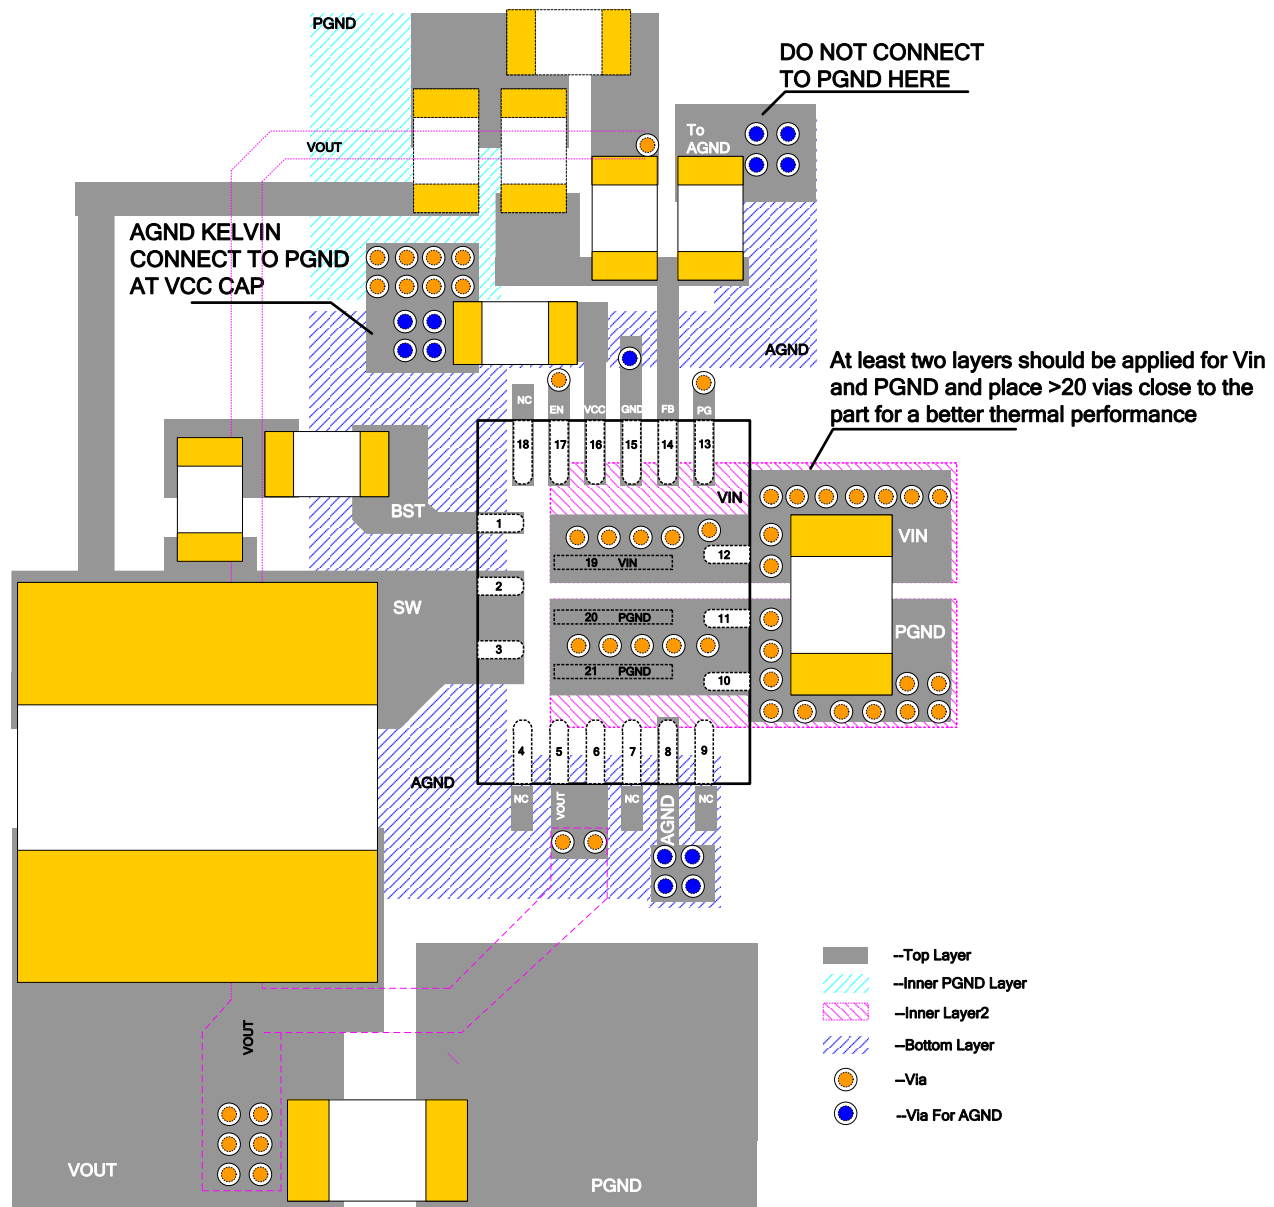 PGND
DO NOT CONNECT
TO PGND HERE
To
AGND
VOUT
AGND KELVIN
CONNECT TO PGND
AT VCC CAP
AGND
At least two layers should be applied for Vin
and PGND and place >20 vias close to the
part for a better thermal performance
NC
EN
VCC
GND
FB
PG
18
17
16
15
14
13
VIN
BST
1
VIN
12
19 VIN
2
SW
11
20 PGND
PGND
3
21 PGND
10
4
5
6
7
8
9
AGND
NC
VOUT
NC
AGND
NC
--Top Layer
--Inner PGND Layer
--Inner Layer2
--Bottom Layer
--Via
--Via For AGND
VOUT
VOUT
PGND